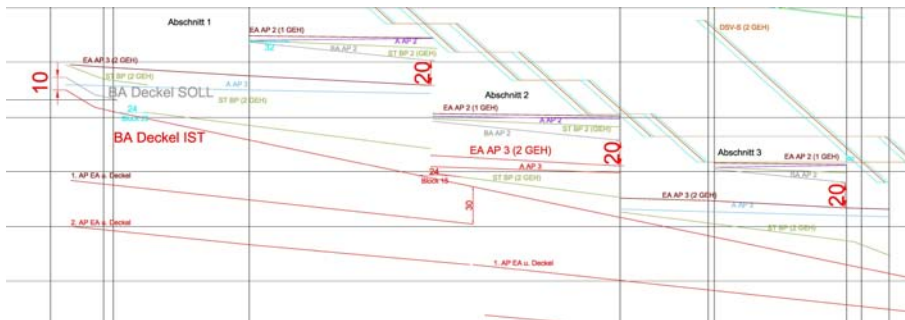 Abschnitt 1
EA AP 2 (1 GEH)
A AP 2
32
BA AP 2
ST BP 2 (GEH)
20
DSV-S (2 GEH)
EA AP 3 (2 GEH)
ST BP (2 GEH)
10
A AP 3
BA Deckel SOLL
ST BP (2 GEH)
24
BA Deckel IST
Abschnitt 2
EA AP 2 (1 GEH)
A AP 2
ST BP 2 (GEH)
BA AP 2
20
EA AP 3 (2 GEH)
A AP 3
24
Block 15
ST BP (2 GEH)
30
Abschnitt 3
EA AP 2 (1 GEH)
BA AP 2
20
EA AP 3 (2 GEH)
A AP 3
ST BP (2 GEH)
1. AP EA u. Deckel
2. AP EA u. Deckel
1. AP EA u. Deckel